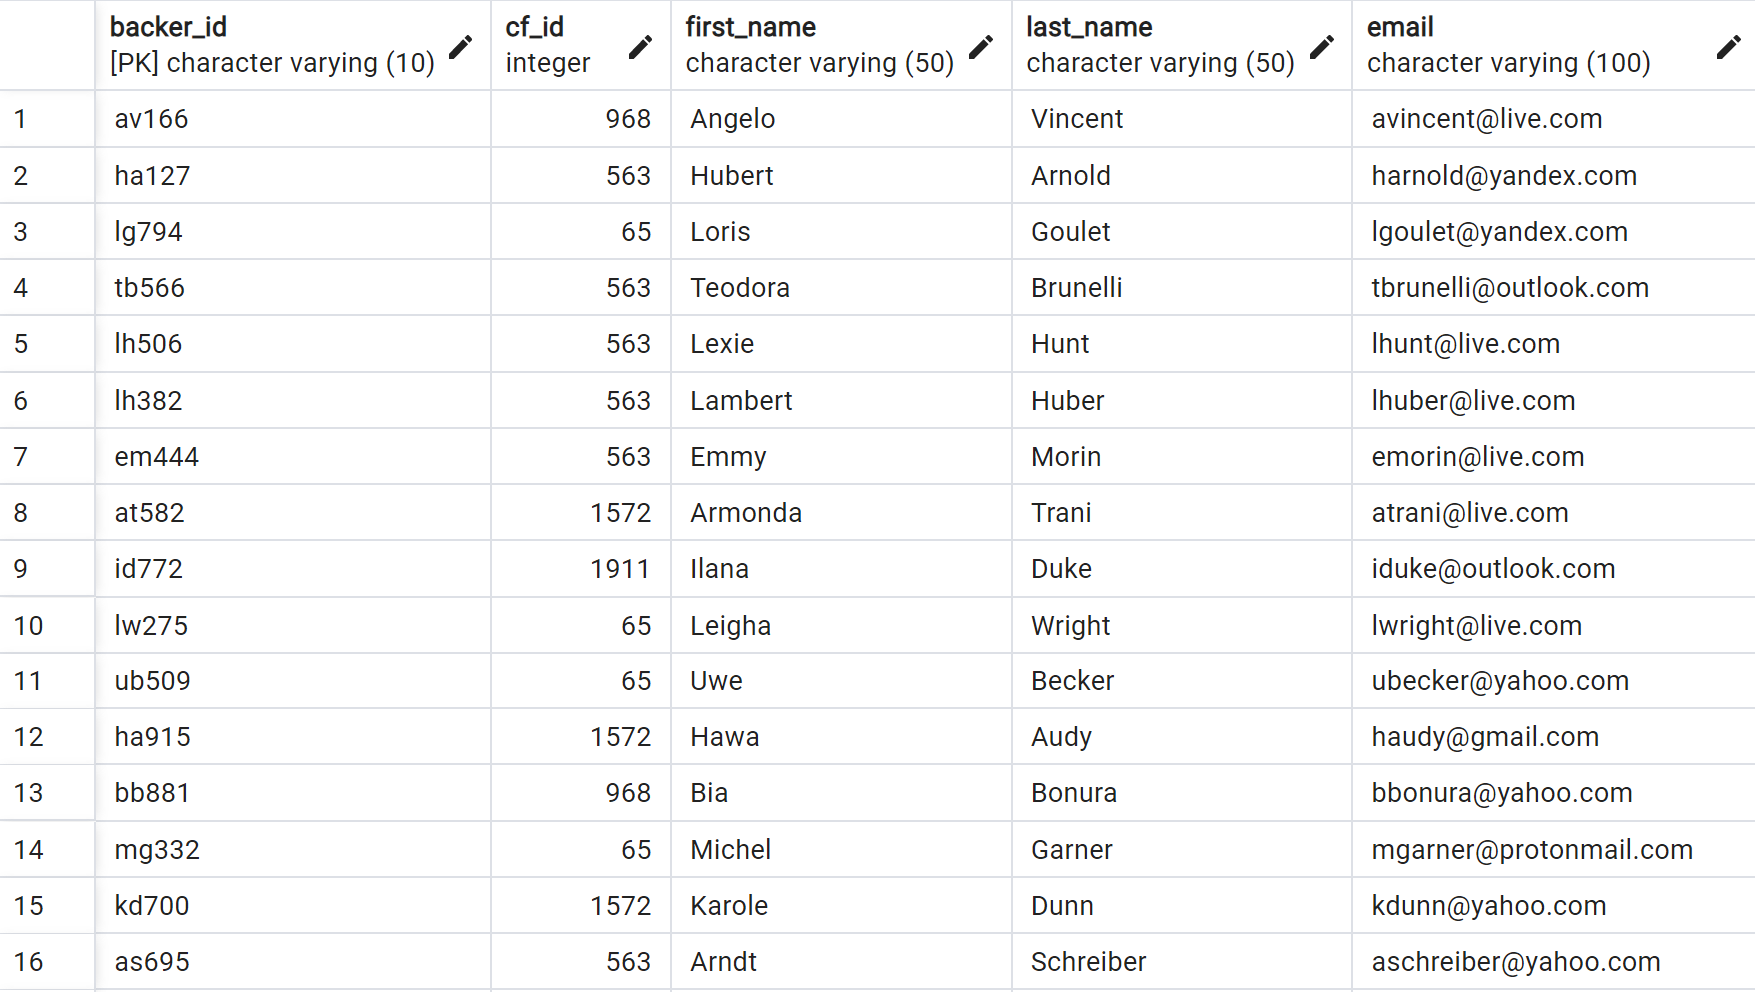 backer_id cf_id first_name last_name email
[PK] character varying (10) integer character varying (50) character varying (50) character varying (100)
1 av166 968 Angelo Vincent avincent@live.com
2 ha127 563 Hubert Arnold harnold@yandex.com
3 lg794 65 Loris Goulet lgoulet@yandex.com
4 tb566 563 Teodora Brunelli tbrunelli@outlook.com
5 lh506 563 Lexie Hunt lhunt@live.com
6 lh382 563 Lambert Huber lhuber@live.com
7 em444 563 Emmy Morin emorin@live.com
8 at582 1572 Armonda Trani atrani@live.com
9 id772 1911 Ilana Duke iduke@outlook.com
10 lw275 65 Leigha Wright lwright@live.com
11 ub509 65 Uwe Becker ubecker@yahoo.com
12 ha915 1572 Hawa Audy haudy@gmail.com
13 bb881 968 Bia Bonura bbonura@yahoo.com
14 mg332 65 Michel Garner mgarner@protonmail.com
15 kd700 1572 Karole Dunn kdunn@yahoo.com
16 as695 563 Arndt Schreiber aschreiber@yahoo.com